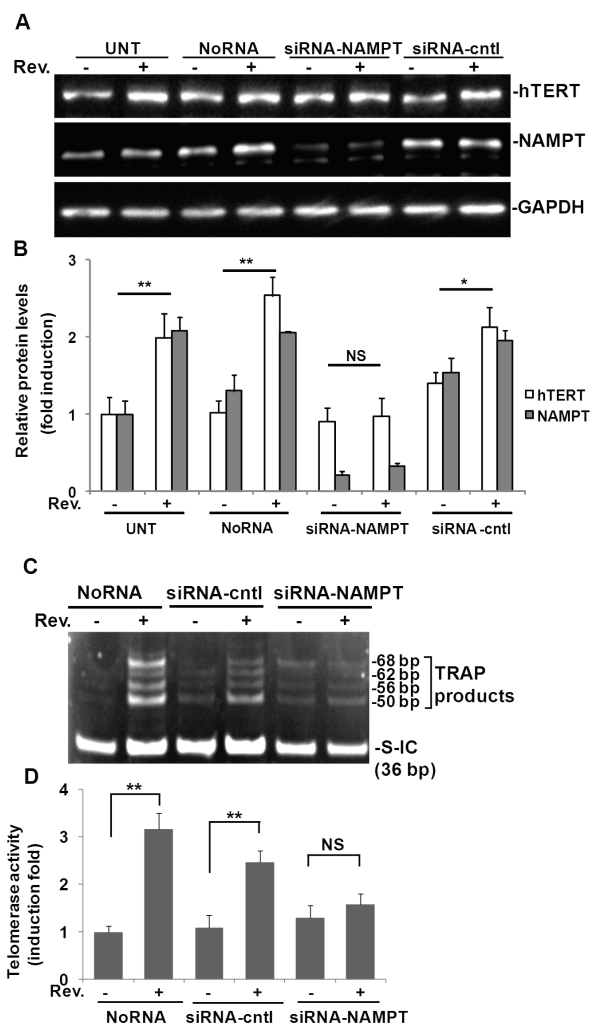 A
UNT NoRNA siRNA-NAMPT siRNA-cntl
Rev. - + - + - + - +
-hTERT
-NAMPT
-GAPDH
B
3
2
1
0
Relative protein levels
(fold induction)
** ** NS *
hTERT
NAMPT
Rev. - + - + - + - +
UNT NoRNA siRNA-NAMPT siRNA-cntl
C
NoRNA siRNA-cntl siRNA-NAMPT
Rev. - + - + - +
-68 bp
-62 bp
-56 bp
-50 bp
TRAP
products
-S-IC
(36 bp)
D
4
3
2
1
0
Telomerase activity
(induction fold)
** ** NS
Rev. - + - + - +
NoRNA siRNA-cntl siRNA-NAMPT